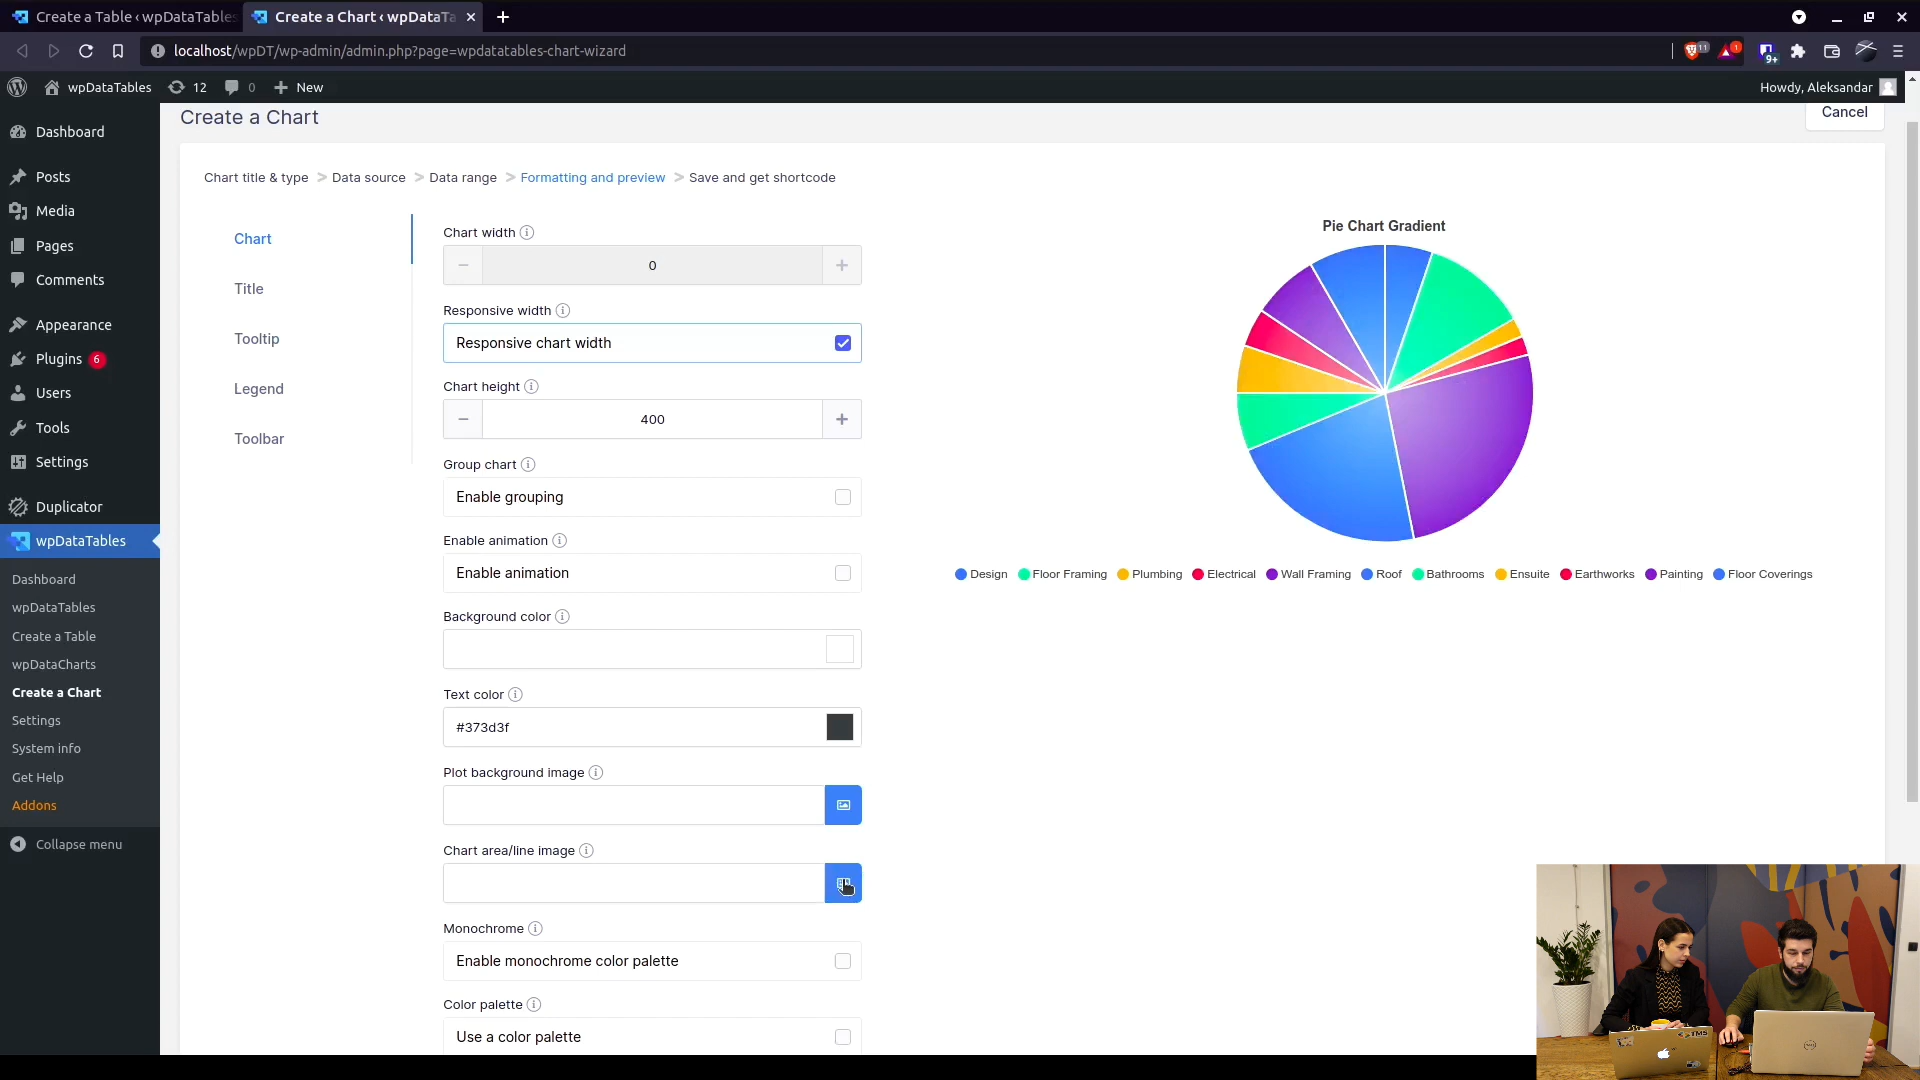 Create a Table ‹ wpDataTables
Create a Chart ‹ wpDataTa
localhost/wpDT/wp-admin/admin.php?page=wpdatatables-chart-wizard
11
1
9+
wpDataTables
12
0
New
Howdy, Aleksandar
Dashboard
Posts
Media
Pages
Comments
Appearance
Plugins 6
Users
Tools
Settings
Duplicator
wpDataTables
Dashboard
wpDataTables
Create a Table
wpDataCharts
Create a Chart
Settings
System info
Get Help
Addons
Collapse menu
Create a Chart
Cancel
Chart title & type > Data source > Data range > Formatting and preview > Save and get shortcode
Chart
Title
Tooltip
Legend
Toolbar
Chart width
− 0 +
Responsive width
Responsive chart width
Chart height
− 400 +
Group chart
Enable grouping
Enable animation
Enable animation
Background color
Text color
#373d3f
Plot background image
Chart area/line image
Monochrome
Enable monochrome color palette
Color palette
Use a color palette
Pie Chart Gradient
Design Floor Framing Plumbing Electrical Wall Framing Roof Bathrooms Ensuite Earthworks Painting Floor Coverings